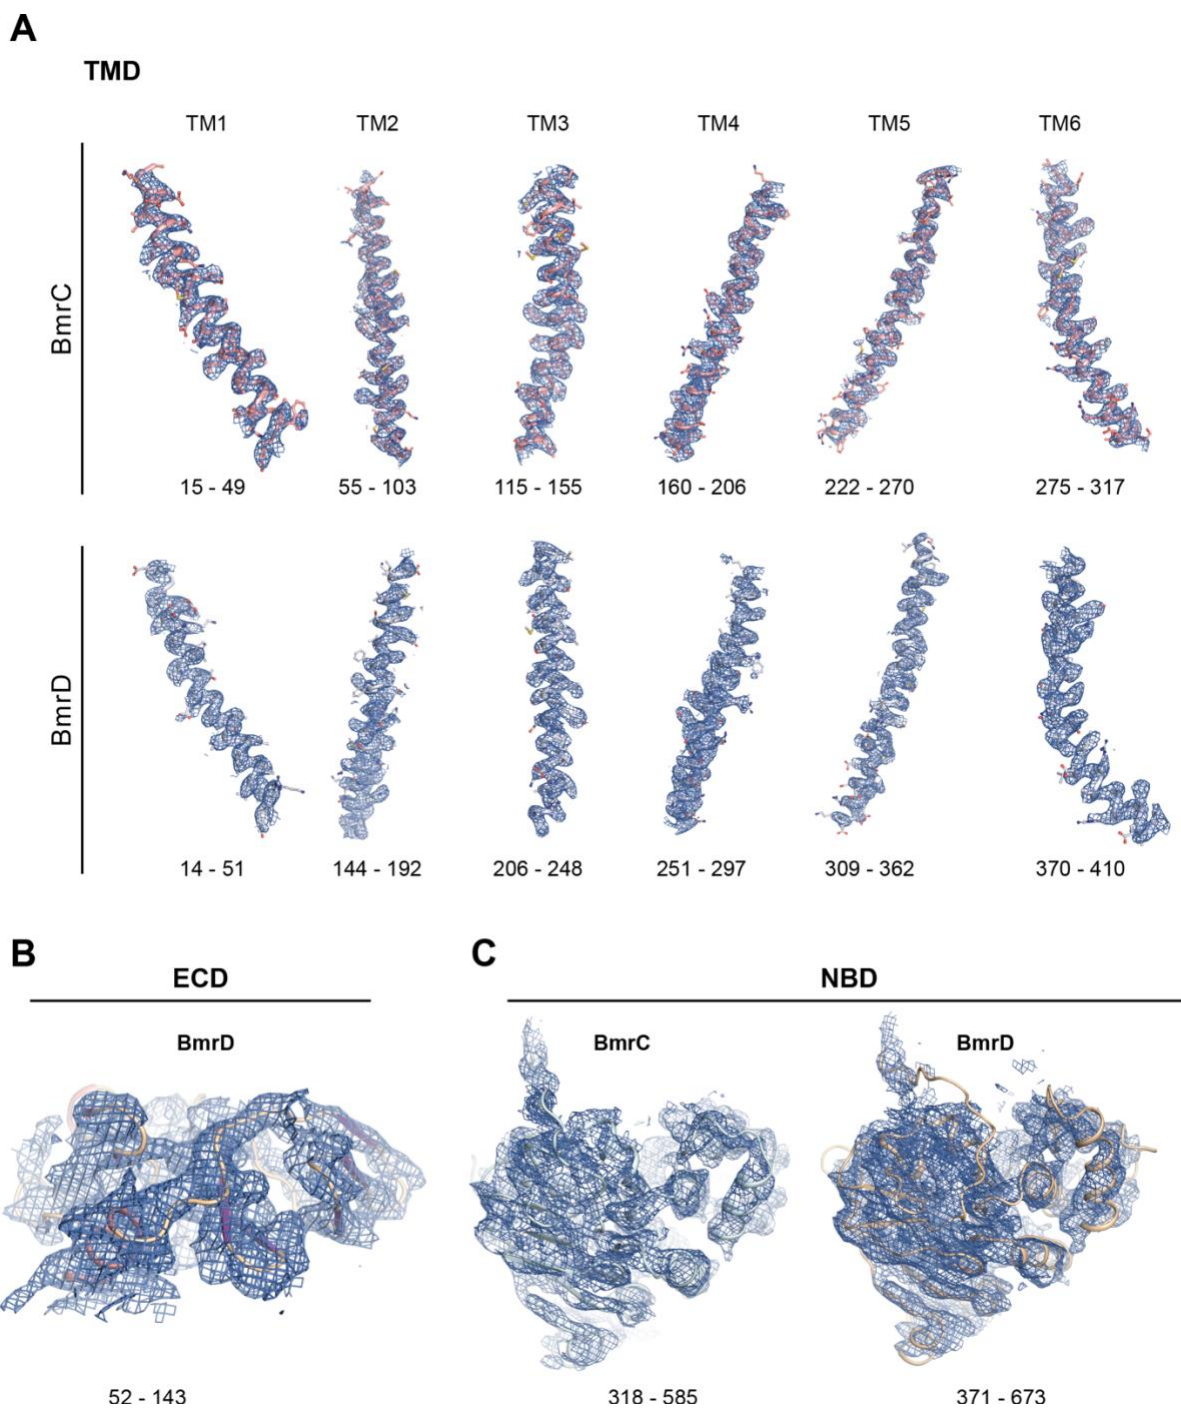 A
TMD
TM1 TM2 TM3 TM4 TM5 TM6
BmrC
15 - 49 55 - 103 115 - 155 160 - 206 222 - 270 275 - 317
BmrD
14 - 51 144 - 192 206 - 248 251 - 297 309 - 362 370 - 410
B
ECD
BmrD
52 - 143
C
NBD
BmrC BmrD
318 - 585 371 - 673